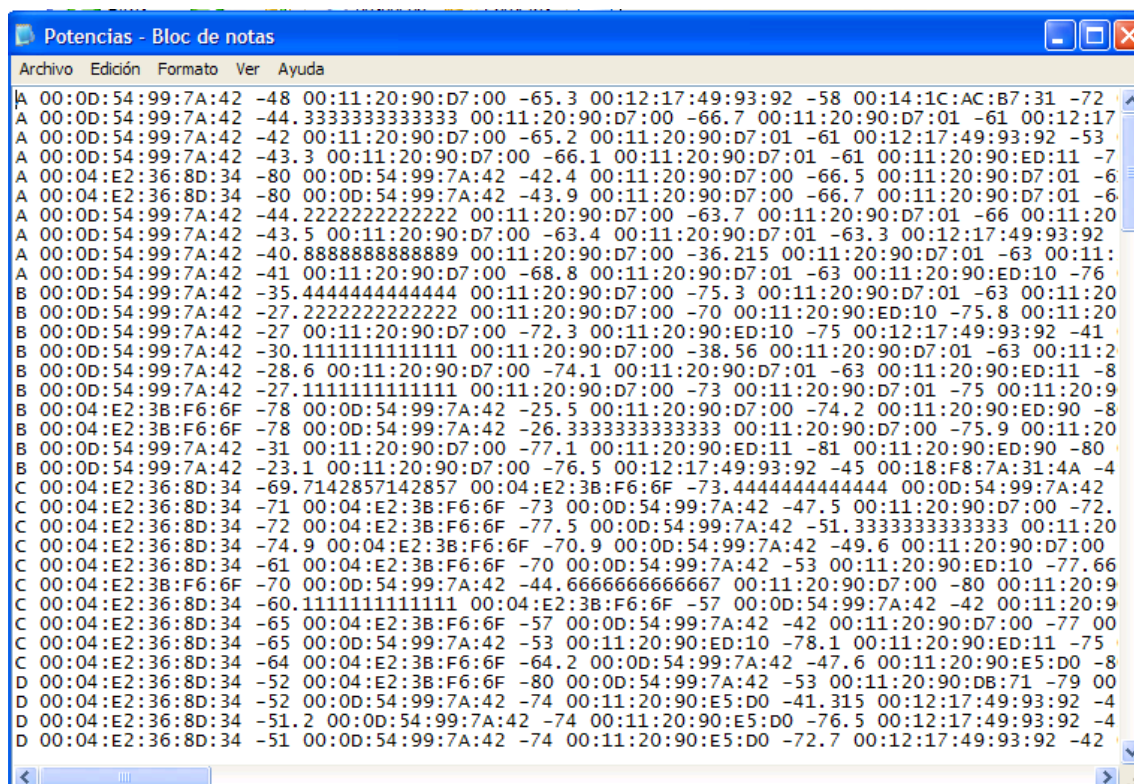 Potencias - Bloc de notas
Archivo Edición Formato Ver Ayuda
A 00:0D:54:99:7A:42 -48 00:11:20:90:D7:00 -65.3 00:12:17:49:93:92 -58 00:14:1C:AC:B7:31 -72
A 00:0D:54:99:7A:42 -44.3333333333333 00:11:20:90:D7:00 -66.7 00:11:20:90:D7:01 -61 00:12:17
A 00:0D:54:99:7A:42 -42 00:11:20:90:D7:00 -65.2 00:11:20:90:D7:01 -61 00:12:17:49:93:92 -53
A 00:0D:54:99:7A:42 -43.3 00:11:20:90:D7:00 -66.1 00:11:20:90:D7:01 -61 00:11:20:90:ED:11 -7
A 00:04:E2:36:8D:34 -80 00:0D:54:99:7A:42 -42.4 00:11:20:90:D7:00 -66.5 00:11:20:90:D7:01 -6
A 00:04:E2:36:8D:34 -80 00:0D:54:99:7A:42 -43.9 00:11:20:90:D7:00 -66.7 00:11:20:90:D7:01 -6
A 00:0D:54:99:7A:42 -44.2222222222222 00:11:20:90:D7:00 -63.7 00:11:20:90:D7:01 -66 00:11:20
A 00:0D:54:99:7A:42 -43.5 00:11:20:90:D7:00 -63.4 00:11:20:90:D7:01 -63.3 00:12:17:49:93:92
A 00:0D:54:99:7A:42 -40.8888888888889 00:11:20:90:D7:00 -36.215 00:11:20:90:D7:01 -63 00:11:
A 00:0D:54:99:7A:42 -41 00:11:20:90:D7:00 -68.8 00:11:20:90:D7:01 -63 00:11:20:90:ED:10 -76
B 00:0D:54:99:7A:42 -35.4444444444444 00:11:20:90:D7:00 -75.3 00:11:20:90:D7:01 -63 00:11:20
B 00:0D:54:99:7A:42 -27.2222222222222 00:11:20:90:D7:00 -70 00:11:20:90:ED:10 -75.8 00:11:20
B 00:0D:54:99:7A:42 -27 00:11:20:90:D7:00 -72.3 00:11:20:90:ED:10 -75 00:12:17:49:93:92 -41
B 00:0D:54:99:7A:42 -30.1111111111111 00:11:20:90:D7:00 -38.56 00:11:20:90:D7:01 -63 00:11:2
B 00:0D:54:99:7A:42 -28.6 00:11:20:90:D7:00 -74.1 00:11:20:90:D7:01 -63 00:11:20:90:ED:11 -8
B 00:0D:54:99:7A:42 -27.1111111111111 00:11:20:90:D7:00 -73 00:11:20:90:D7:01 -75 00:11:20:9
B 00:04:E2:3B:F6:6F -78 00:0D:54:99:7A:42 -25.5 00:11:20:90:D7:00 -74.2 00:11:20:90:ED:90 -8
B 00:04:E2:3B:F6:6F -78 00:0D:54:99:7A:42 -26.3333333333333 00:11:20:90:D7:00 -75.9 00:11:20
B 00:0D:54:99:7A:42 -31 00:11:20:90:D7:00 -77.1 00:11:20:90:ED:11 -81 00:11:20:90:ED:90 -80
B 00:0D:54:99:7A:42 -23.1 00:11:20:90:D7:00 -76.5 00:12:17:49:93:92 -45 00:18:F8:7A:31:4A -4
C 00:04:E2:36:8D:34 -69.7142857142857 00:04:E2:3B:F6:6F -73.4444444444444 00:0D:54:99:7A:42
C 00:04:E2:36:8D:34 -71 00:04:E2:3B:F6:6F -73 00:0D:54:99:7A:42 -47.5 00:11:20:90:D7:00 -72.
C 00:04:E2:36:8D:34 -72 00:04:E2:3B:F6:6F -77.5 00:0D:54:99:7A:42 -51.3333333333333 00:11:20
C 00:04:E2:36:8D:34 -74.9 00:04:E2:3B:F6:6F -70.9 00:0D:54:99:7A:42 -49.6 00:11:20:90:D7:00
C 00:04:E2:36:8D:34 -61 00:04:E2:3B:F6:6F -70 00:0D:54:99:7A:42 -53 00:11:20:90:ED:10 -77.66
C 00:04:E2:3B:F6:6F -70 00:0D:54:99:7A:42 -44.6666666666667 00:11:20:90:D7:00 -80 00:11:20:9
C 00:04:E2:36:8D:34 -60.1111111111111 00:04:E2:3B:F6:6F -57 00:0D:54:99:7A:42 -42 00:11:20:9
C 00:04:E2:36:8D:34 -65 00:04:E2:3B:F6:6F -57 00:0D:54:99:7A:42 -42 00:11:20:90:D7:00 -77 00
C 00:04:E2:36:8D:34 -65 00:0D:54:99:7A:42 -53 00:11:20:90:ED:10 -78.1 00:11:20:90:ED:11 -75
C 00:04:E2:36:8D:34 -64 00:04:E2:3B:F6:6F -64.2 00:0D:54:99:7A:42 -47.6 00:11:20:90:E5:D0 -8
D 00:04:E2:36:8D:34 -52 00:04:E2:3B:F6:6F -80 00:0D:54:99:7A:42 -53 00:11:20:90:DB:71 -79 00
D 00:04:E2:36:8D:34 -52 00:0D:54:99:7A:42 -74 00:11:20:90:E5:D0 -41.315 00:12:17:49:93:92 -4
D 00:04:E2:36:8D:34 -51.2 00:0D:54:99:7A:42 -74 00:11:20:90:E5:D0 -76.5 00:12:17:49:93:92 -4
D 00:04:E2:36:8D:34 -51 00:0D:54:99:7A:42 -74 00:11:20:90:E5:D0 -72.7 00:12:17:49:93:92 -42